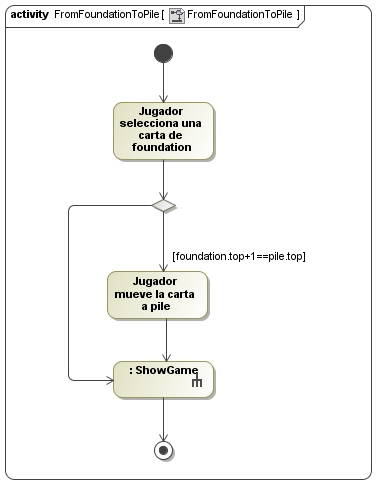 activity FromFoundationToPile [ FromFoundationToPile ]
Jugador
selecciona una
carta de
foundation
[foundation.top+1==pile.top]
Jugador
mueve la carta
a pile
: ShowGame